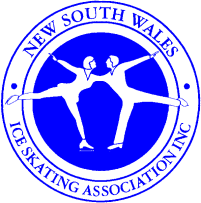 NEW SOUTH WALES
ICE SKATING ASSOCIATION INC